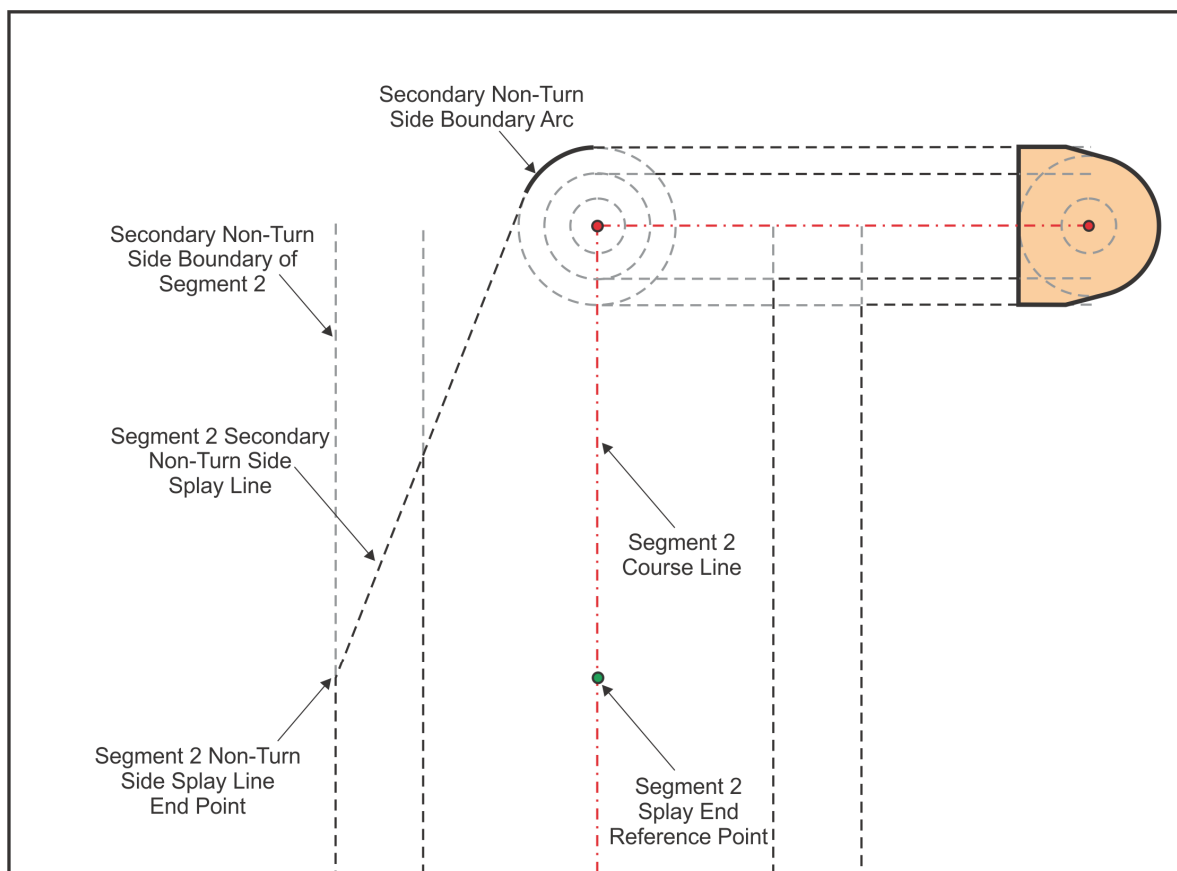 Secondary Non-Turn
Side Boundary Arc
Secondary Non-Turn
Side Boundary of
Segment 2
Segment 2 Secondary
Non-Turn Side
Splay Line
Segment 2
Course Line
Segment 2 Non-Turn
Side Splay Line
End Point
Segment 2
Splay End
Reference Point